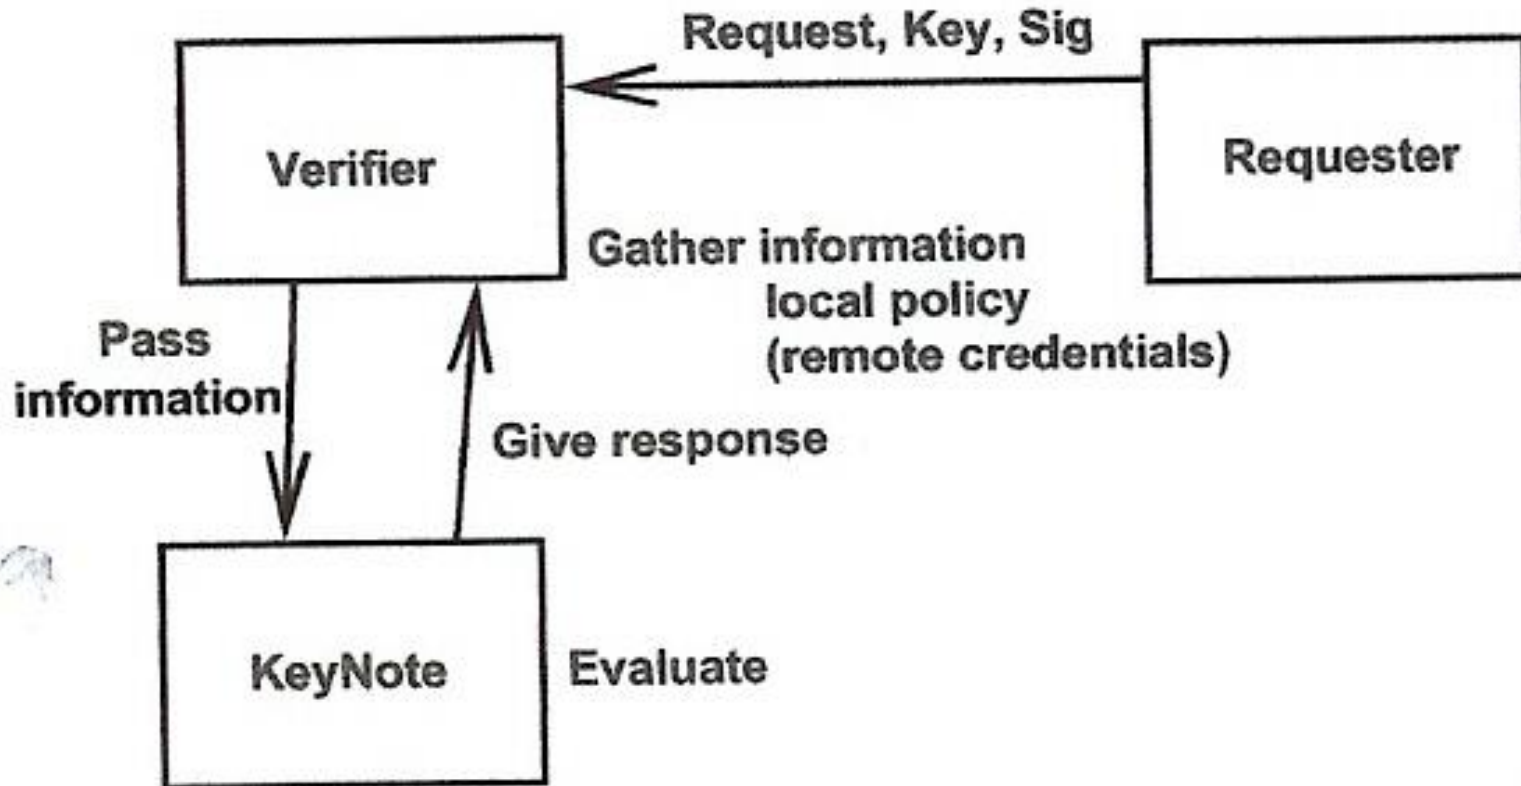 Request, Key, Sig
Verifier
Requester
Gather information
local policy
(remote credentials)
Pass
information
Give response
KeyNote
Evaluate